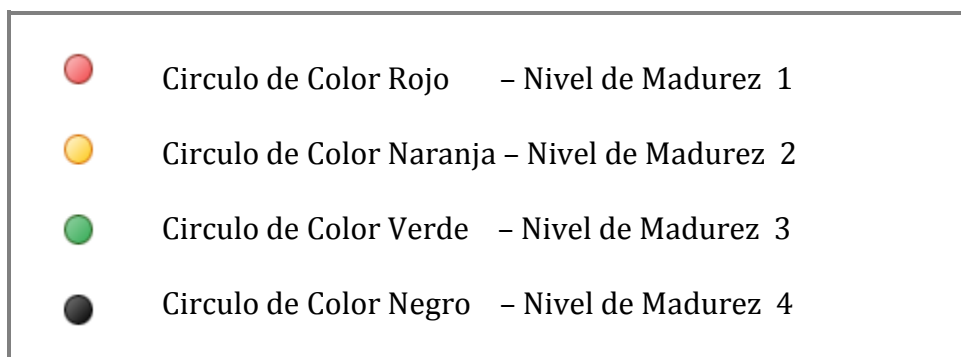 Circulo de Color Rojo – Nivel de Madurez 1
Circulo de Color Naranja – Nivel de Madurez 2
Circulo de Color Verde – Nivel de Madurez 3
Circulo de Color Negro – Nivel de Madurez 4